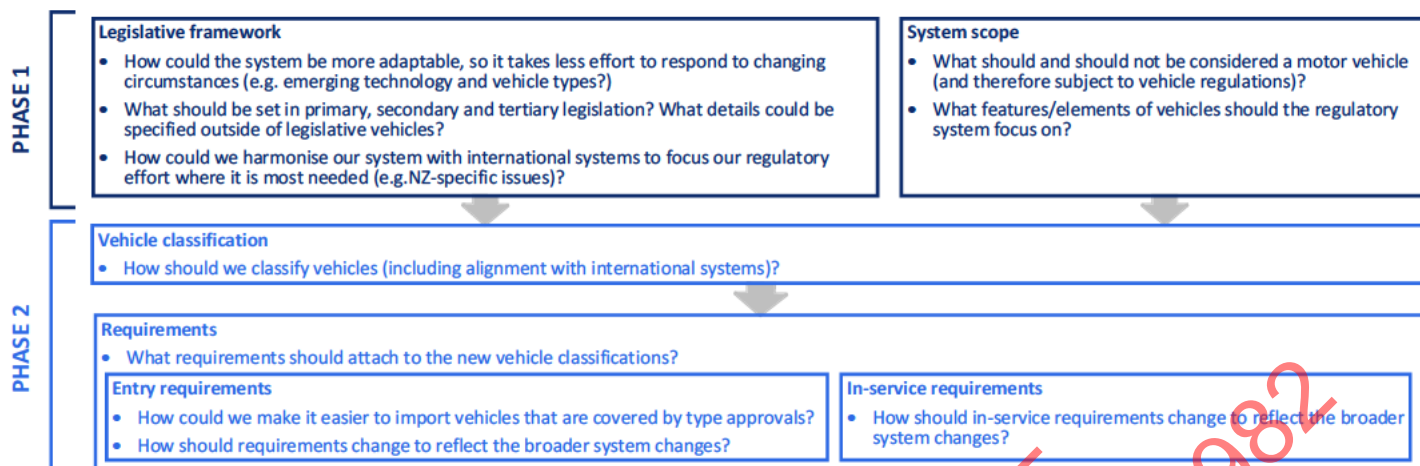 PHASE 1
Legislative framework
• How could the system be more adaptable, so it takes less effort to respond to changing
circumstances (e.g. emerging technology and vehicle types?)
• What should be set in primary, secondary and tertiary legislation? What details could be
specified outside of legislative vehicles?
• How could we harmonise our system with international systems to focus our regulatory
effort where it is most needed (e.g.NZ-specific issues)?
System scope
• What should and should not be considered a motor vehicle
(and therefore subject to vehicle regulations)?
• What features/elements of vehicles should the regulatory
system focus on?
PHASE 2
Vehicle classification
• How should we classify vehicles (including alignment with international systems)?
Requirements
• What requirements should attach to the new vehicle classifications?
Entry requirements
• How could we make it easier to import vehicles that are covered by type approvals?
• How should requirements change to reflect the broader system changes?
In-service requirements
• How should in-service requirements change to reflect the broader
system changes?
982